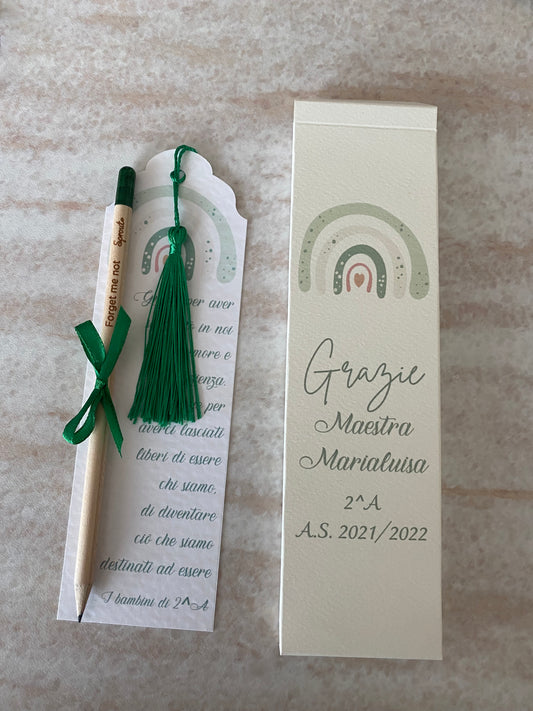 Forget me not Sprout
per aver
in noi
more e
enza.
per
averci lasciati
liberi di essere
chi siamo,
di diventare
ciò che siamo
destinati ad essere
I bambini di 2^A
Grazie
Maestra
Marialuisa
2^A
A.S. 2021/2022